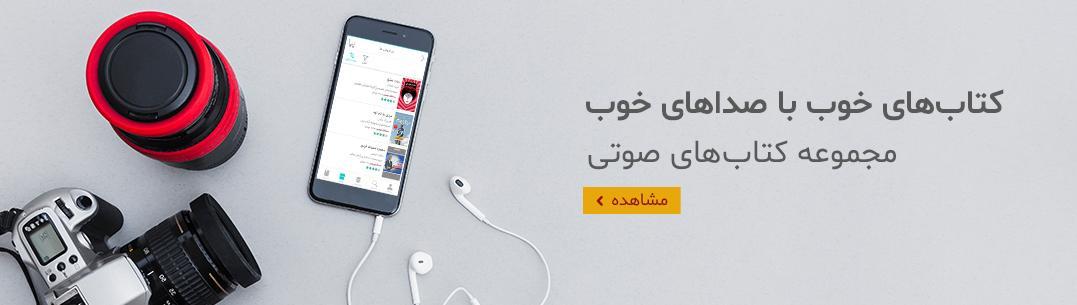 کتاب‌های خوب با صداهای خوب
مجموعه کتاب‌های صوتی
مشاهده